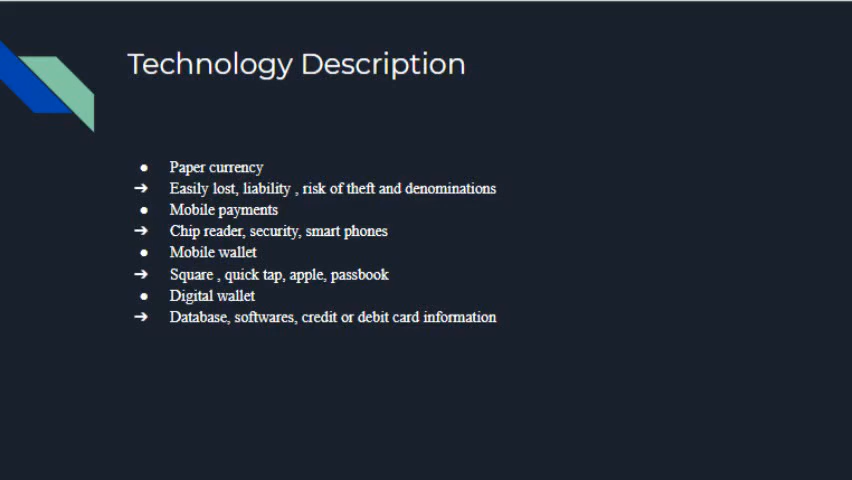 Technology Description
● Paper currency
➔ Easily lost, liability , risk of theft and denominations
● Mobile payments
➔ Chip reader, security, smart phones
● Mobile wallet
➔ Square , quick tap, apple, passbook
● Digital wallet
➔ Database, softwares, credit or debit card information